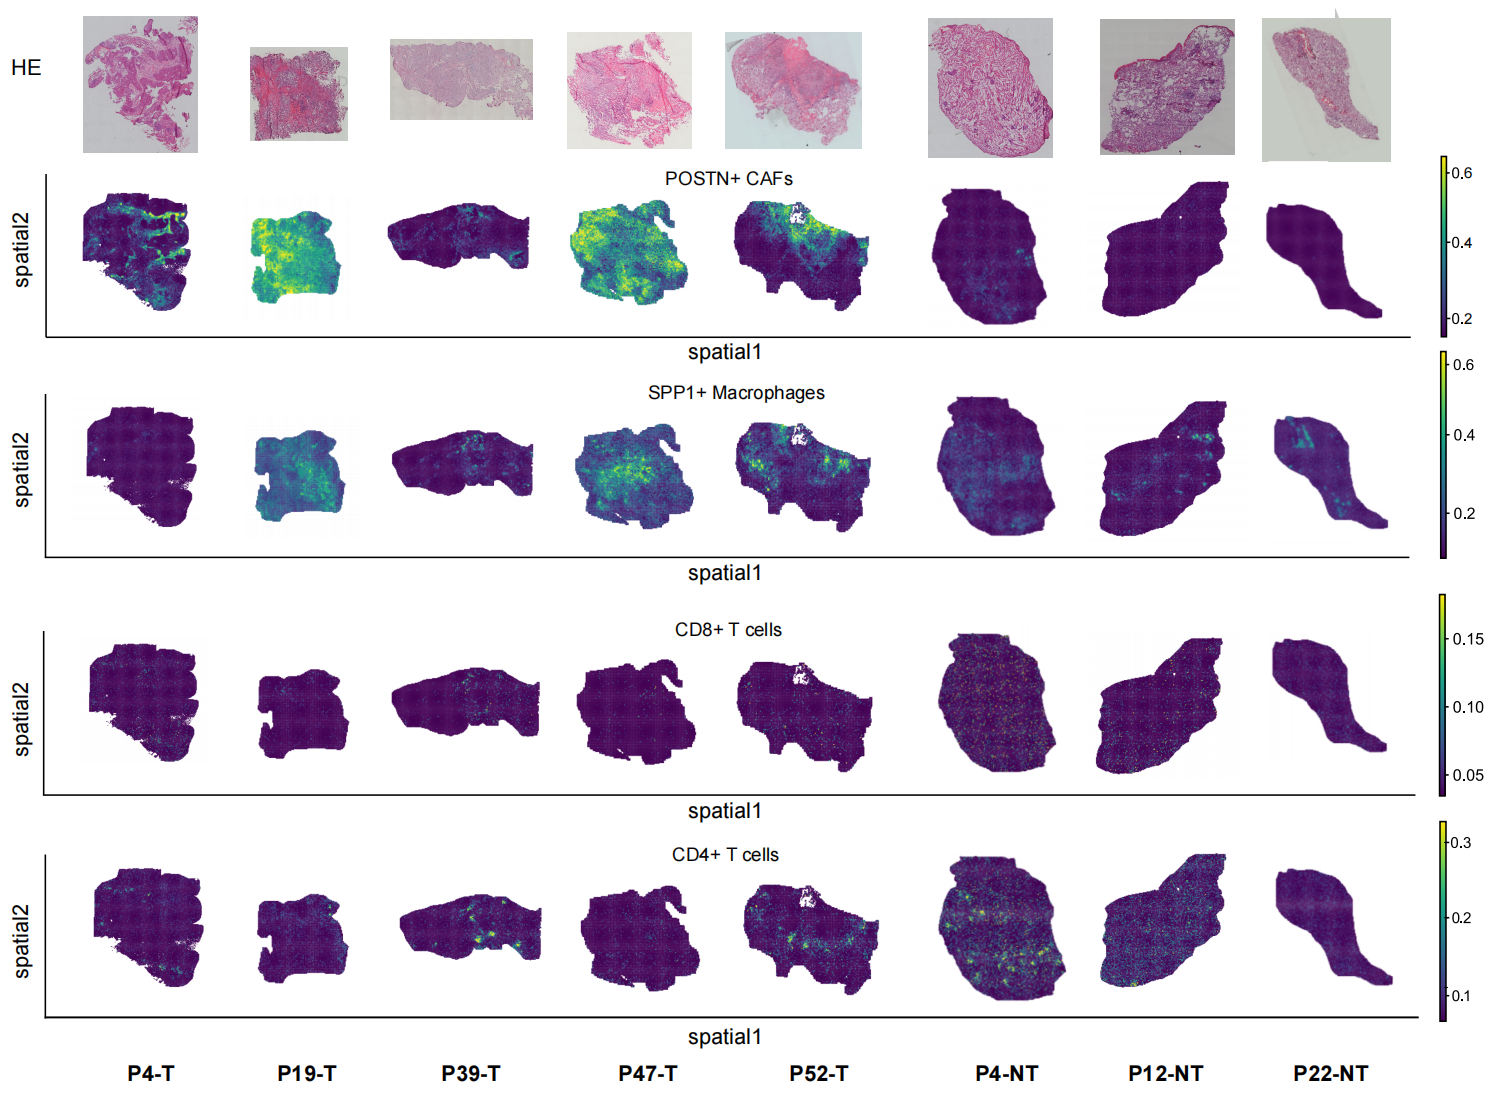 HE
POSTN+ CAFs
spatial2
0.6
0.4
0.2
spatial1
SPP1+ Macrophages
spatial2
0.6
0.4
0.2
spatial1
CD8+ T cells
spatial2
0.15
0.10
0.05
spatial1
CD4+ T cells
spatial2
0.3
0.2
0.1
spatial1
P4-T P19-T P39-T P47-T P52-T P4-NT P12-NT P22-NT